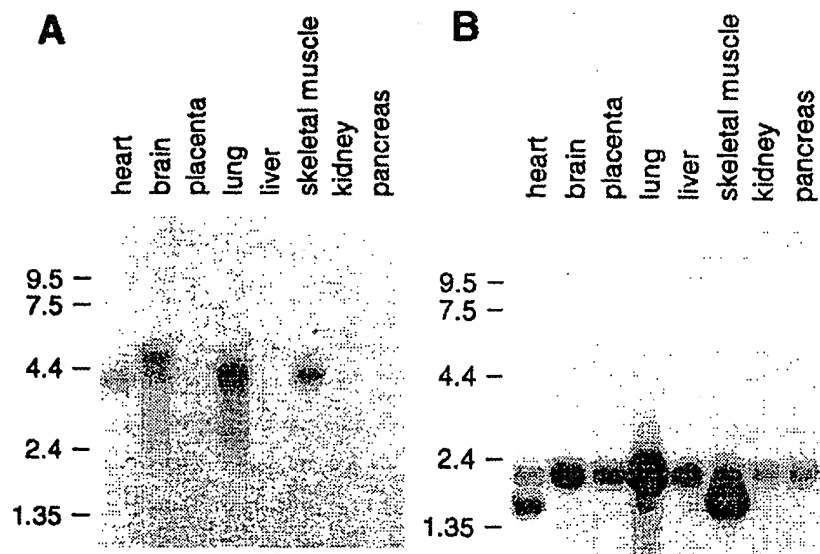 A
heart
brain
placenta
lung
liver
skeletal muscle
kidney
pancreas
9.5
7.5
4.4
2.4
1.35
B
heart
brain
placenta
lung
liver
skeletal muscle
kidney
pancreas
9.5
7.5
4.4
2.4
1.35